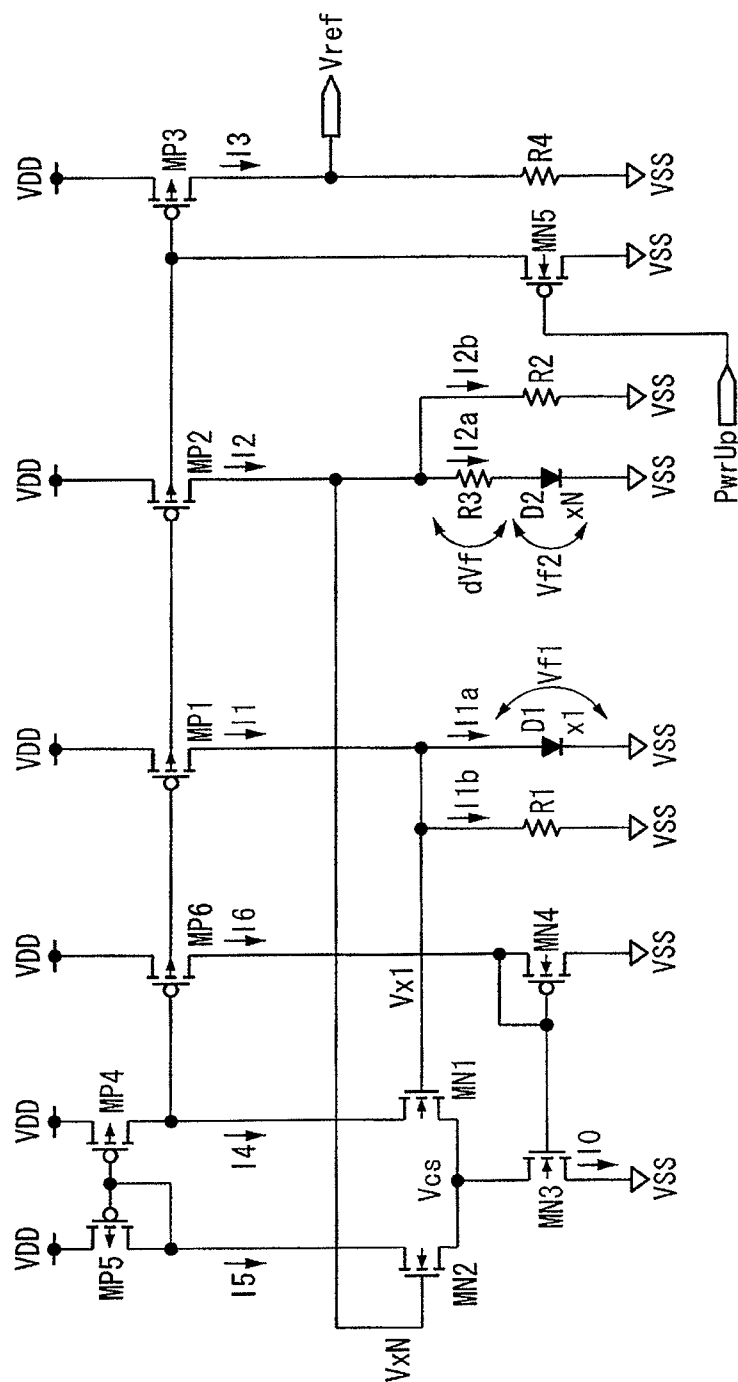 VDD
VDD
VDD
VDD
VDD
VDD
MP5
MP4
MP6
MP1
MP2
MP3
I5
I4
I6
I1
I2
I3
Vref
VxN
Vx1
Vcs
MN2
MN1
I1b
I1a
I2a
I2b
dVf
R3
MN3
I0
MN4
R1
D1
x1
Vf1
Vf2
D2
xN
R2
MN5
R4
VSS
VSS
VSS
VSS
VSS
VSS
VSS
VSS
PwrUp